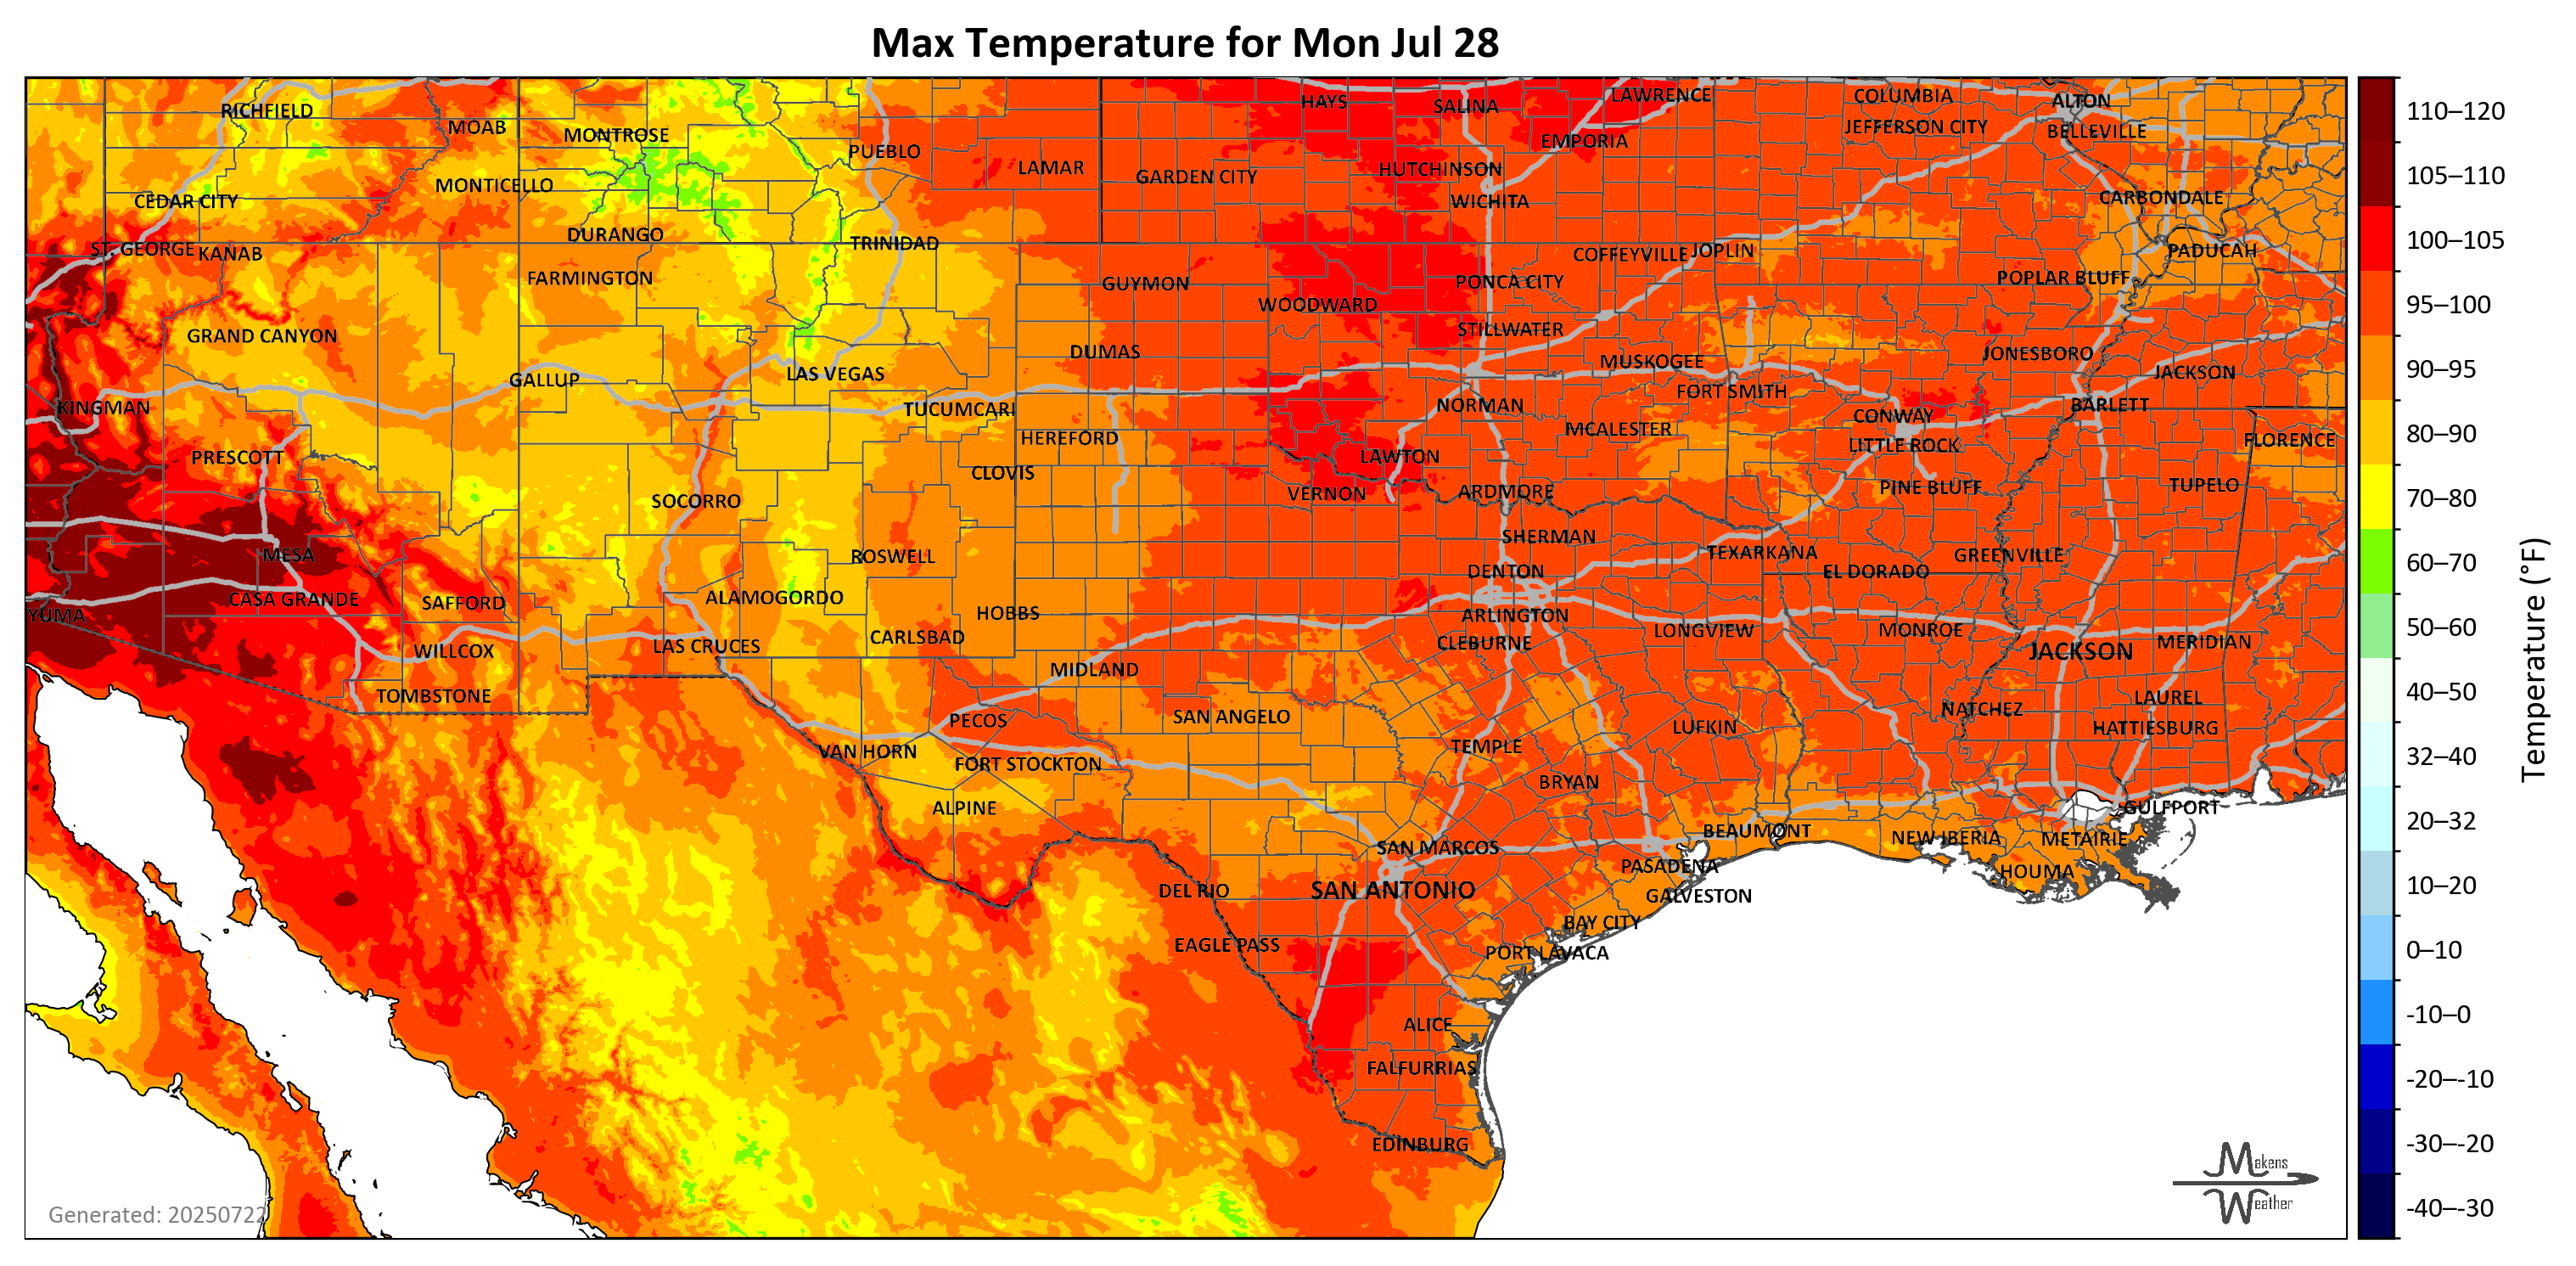 Max Temperature for Mon Jul 28
RICHFIELD
MOAB
MONTROSE
PUEBLO
LAMAR
HAYS
SALINA
LAWRENCE
COLUMBIA
ALTON
JEFFERSON CITY
BELLEVILLE
EMPORIA
GARDEN CITY
HUTCHINSON
WICHITA
CEDAR CITY
MONTICELLO
CARBONDALE
DURANGO
TRINIDAD
ST. GEORGE
KANAB
COFFEYVILLE
JOPLIN
PADUCAH
FARMINGTON
GUYMON
PONCA CITY
POPLAR BLUFF
WOODWARD
GRAND CANYON
STILLWATER
DUMAS
MUSKOGEE
JONESBORO
JACKSON
GALLUP
LAS VEGAS
FORT SMITH
KINGMAN
TUCUMCARI
NORMAN
CONWAY
BARLETT
HEREFORD
MCALESTER
LITTLE ROCK
FLORENCE
PRESCOTT
CLOVIS
LAWTON
SOCORRO
VERNON
ARDMORE
PINE BLUFF
TUPELO
MESA
ROSWELL
SHERMAN
TEXARKANA
GREENVILLE
DENTON
EL DORADO
CASA GRANDE
SAFFORD
ALAMOGORDO
HOBBS
YUMA
ARLINGTON
CARLSBAD
CLEBURNE
LONGVIEW
MONROE
MERIDIAN
WILLCOX
LAS CRUCES
JACKSON
MIDLAND
TOMBSTONE
LAUREL
PECOS
SAN ANGELO
NATCHEZ
LUFKIN
HATTIESBURG
VAN HORN
FORT STOCKTON
TEMPLE
BRYAN
ALPINE
GULFPORT
BEAUMONT
NEW IBERIA
METAIRIE
SAN MARCOS
PASADENA
HOUMA
DEL RIO
SAN ANTONIO
GALVESTON
BAY CITY
EAGLE PASS
PORT LAVACA
ALICE
FALFURRIAS
EDINBURG
Generated: 20250722
Makens
Weather
110–120
105–110
100–105
95–100
90–95
80–90
70–80
60–70
50–60
40–50
32–40
20–32
10–20
0–10
-10–0
-20–-10
-30–-20
-40–-30
Temperature (°F)